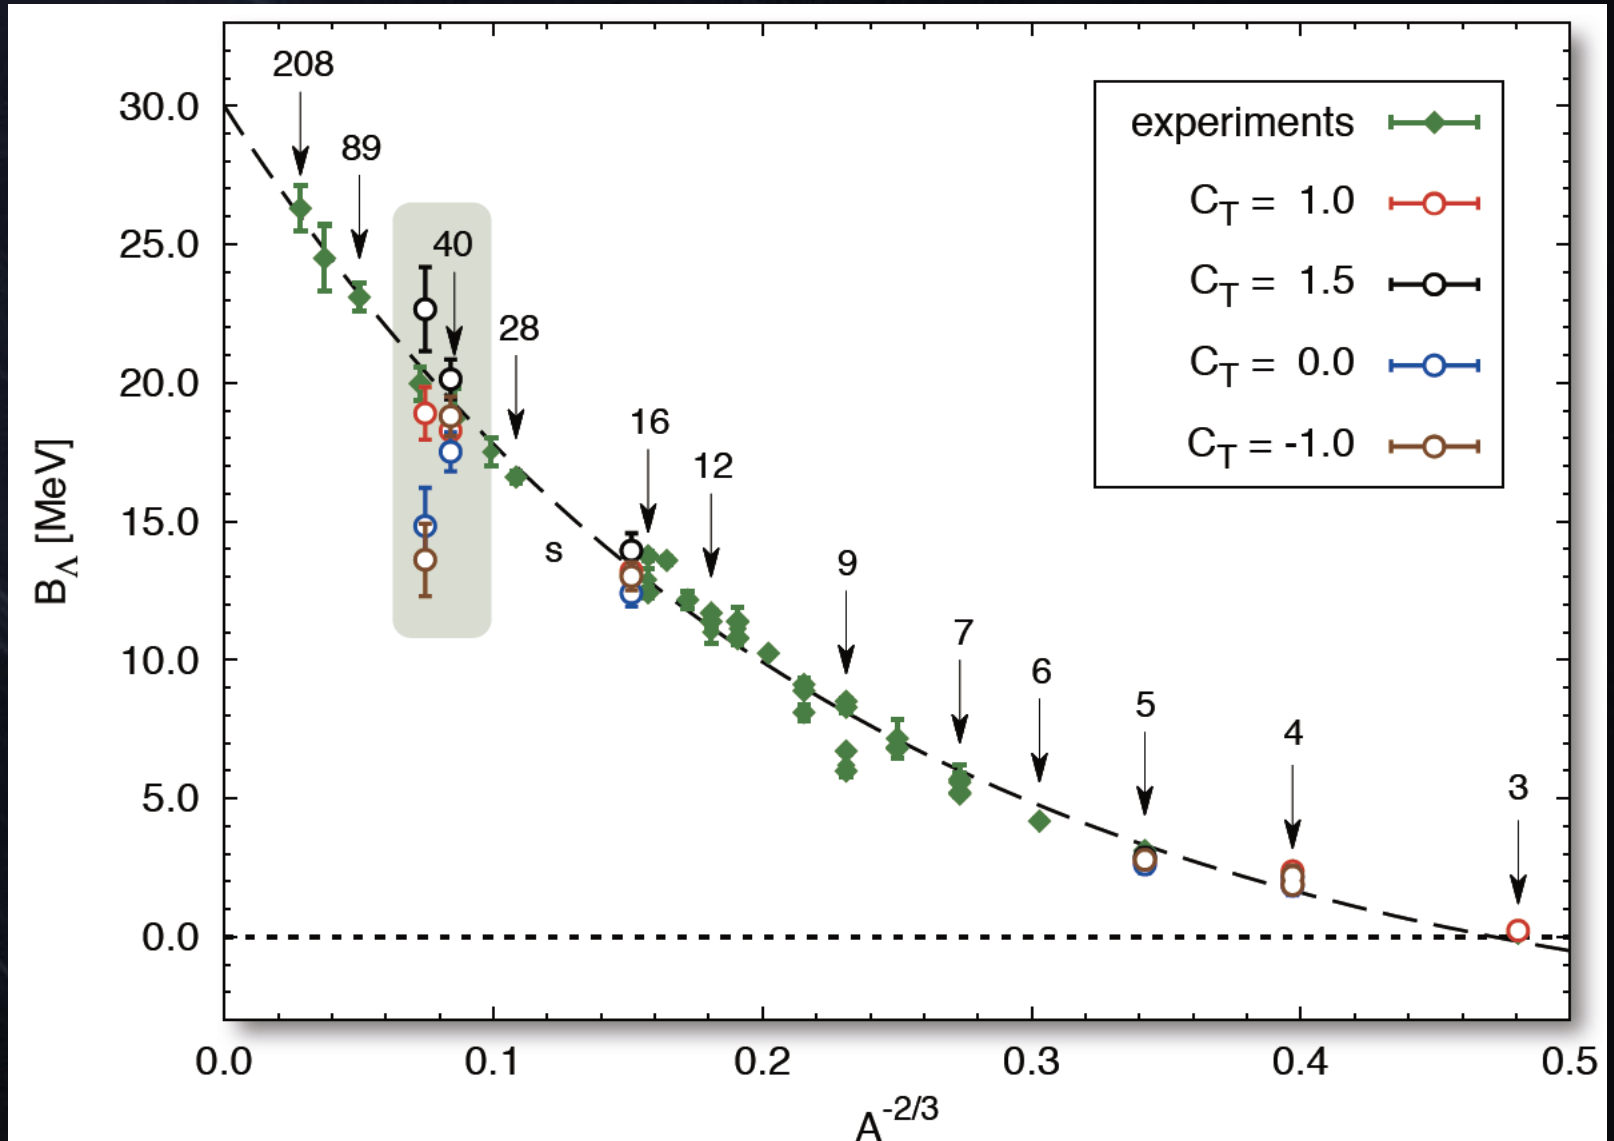 208
89
40
28
16
12
9
7
6
5
4
3
s
experiments
C_T = 1.0
C_T = 1.5
C_T = 0.0
C_T = -1.0
30.0
25.0
20.0
15.0
10.0
5.0
0.0
B_Λ [MeV]
0.0 0.1 0.2 0.3 0.4 0.5
A^-2/3